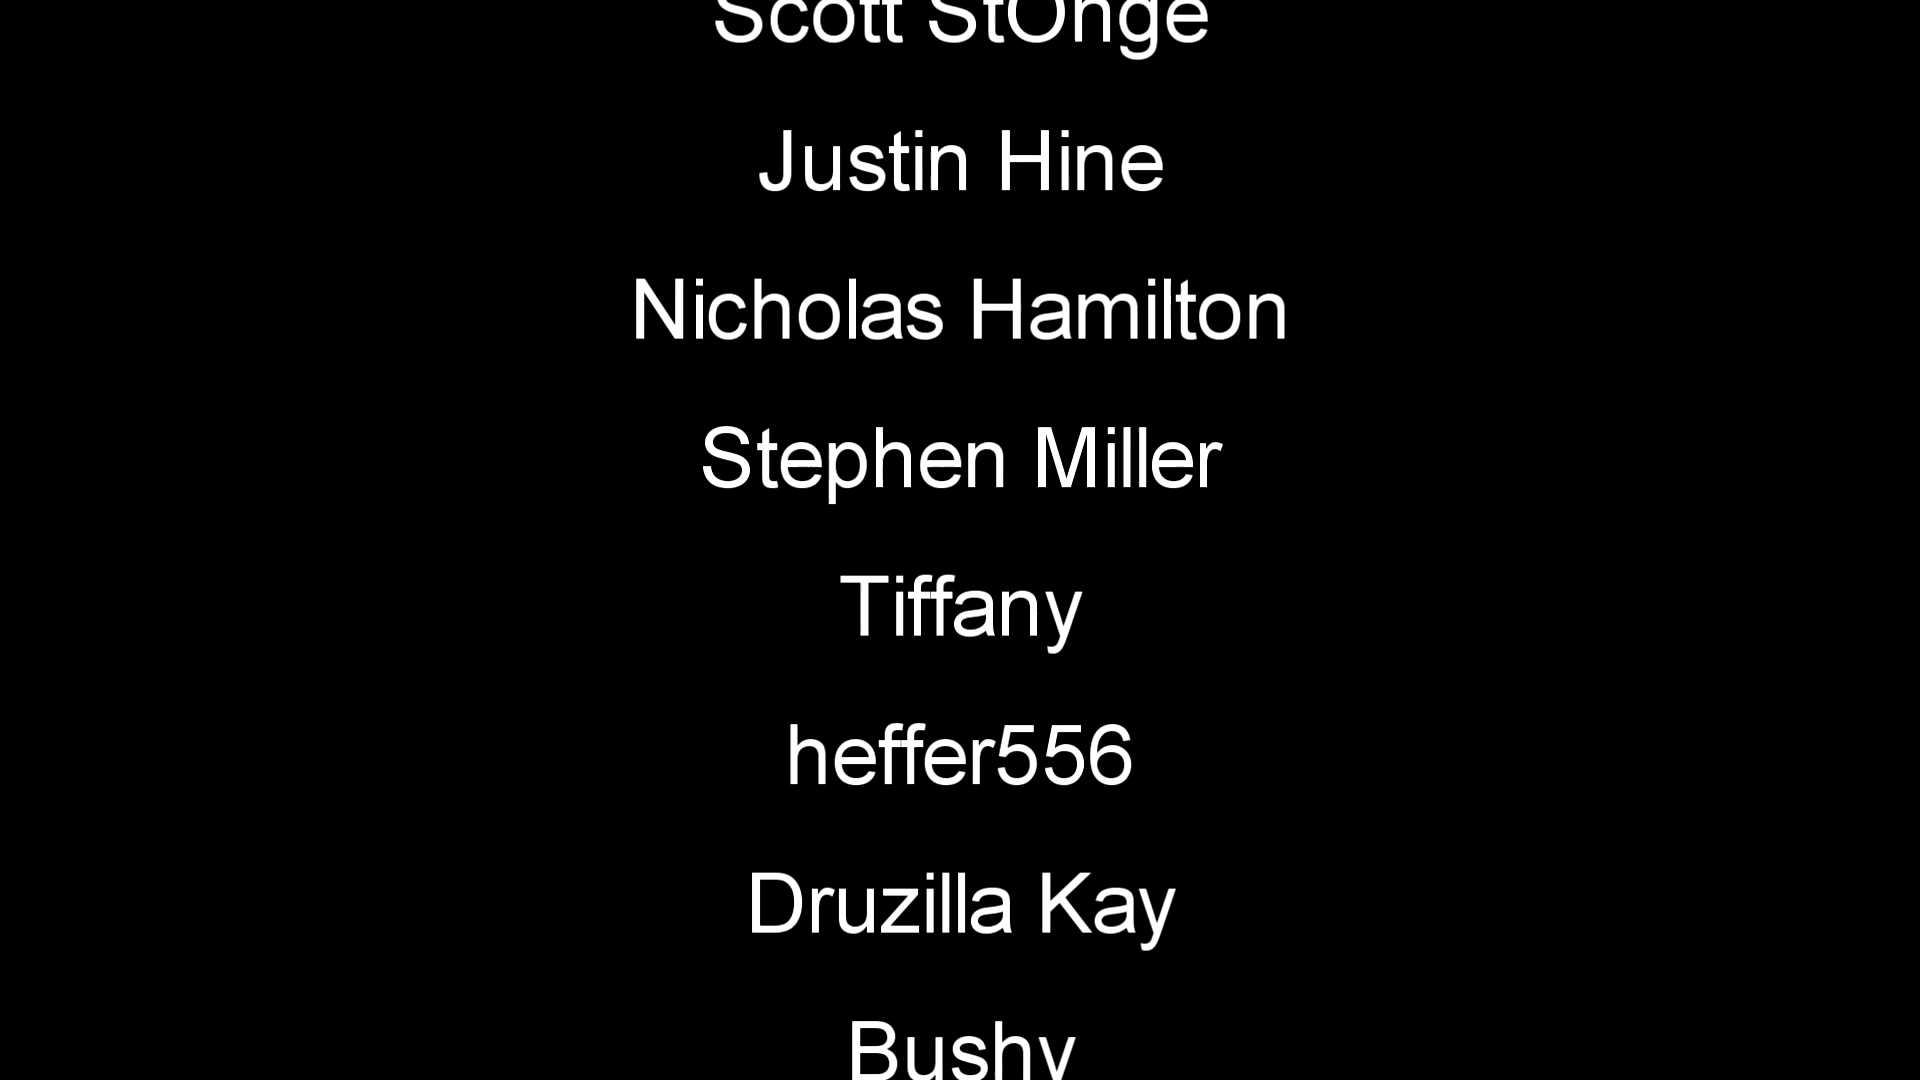 Scott StOnge
Justin Hine
Nicholas Hamilton
Stephen Miller
Tiffany
heffer556
Druzilla Kay
Bushy